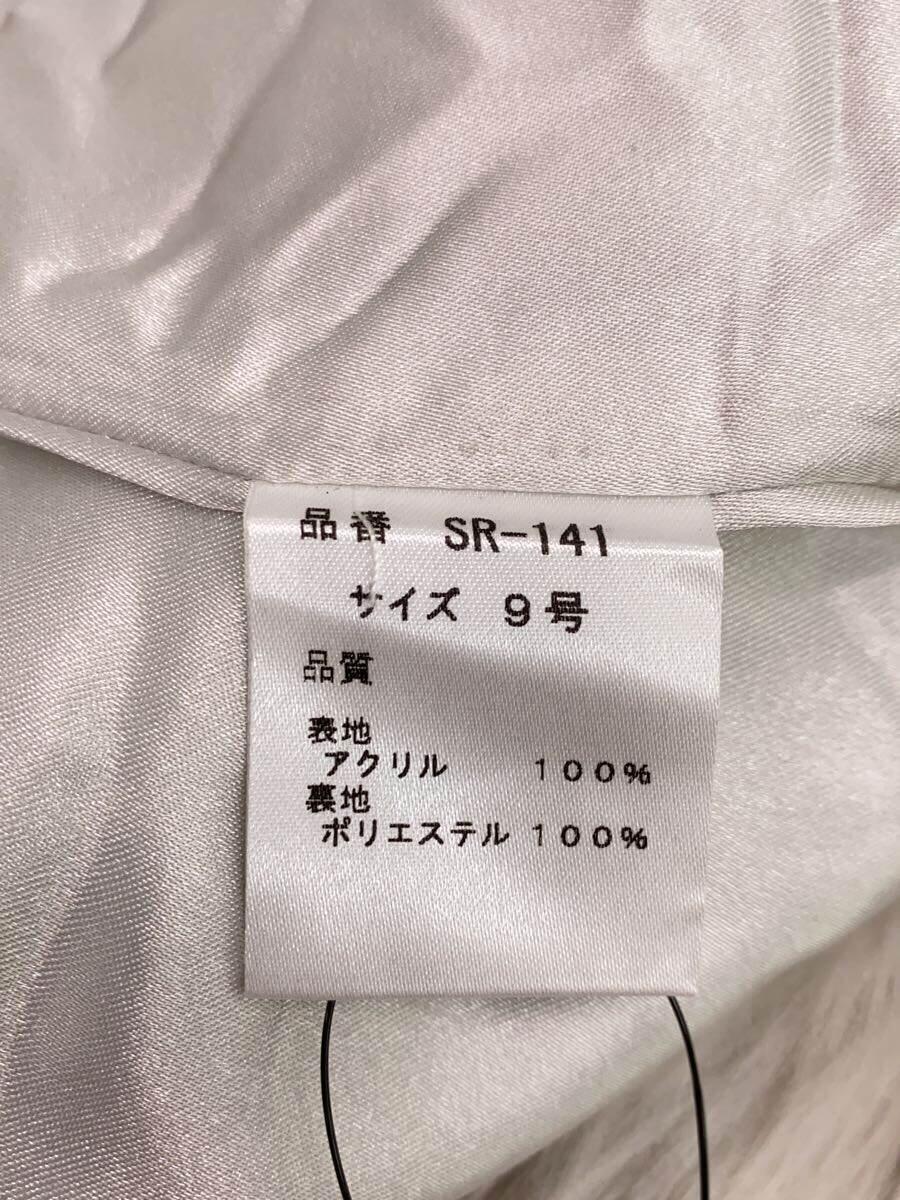 品番 SR-141
サイズ 9号
品質
表地
アクリル 100%
裏地
ポリエステル 100%